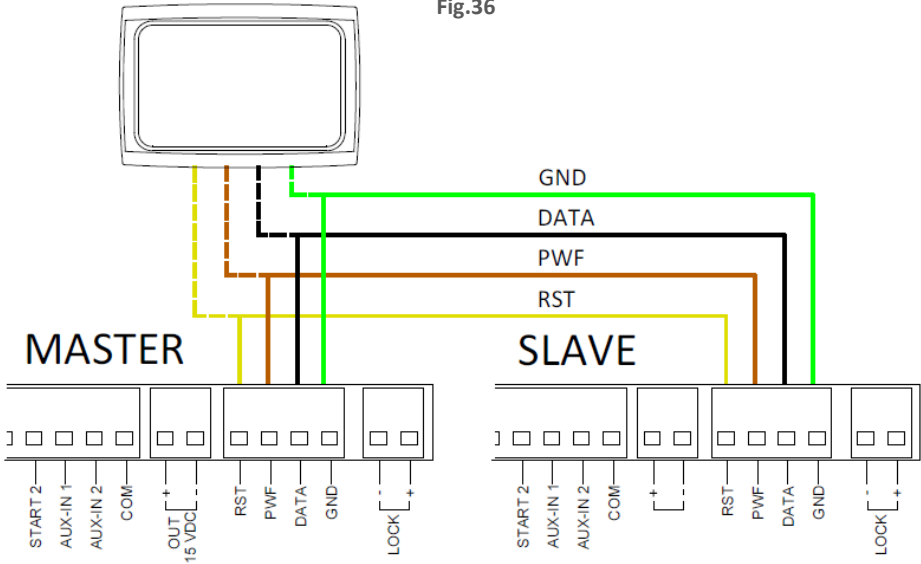 Fig.36
GND
DATA
PWF
RST
MASTER
SLAVE
START 2
AUX-IN 1
AUX-IN 2
COM
+
-
OUT
15 VDC
RST
PWF
DATA
GND
-
+
LOCK
START 2
AUX-IN 1
AUX-IN 2
COM
+
-
RST
PWF
DATA
GND
-
+
LOCK